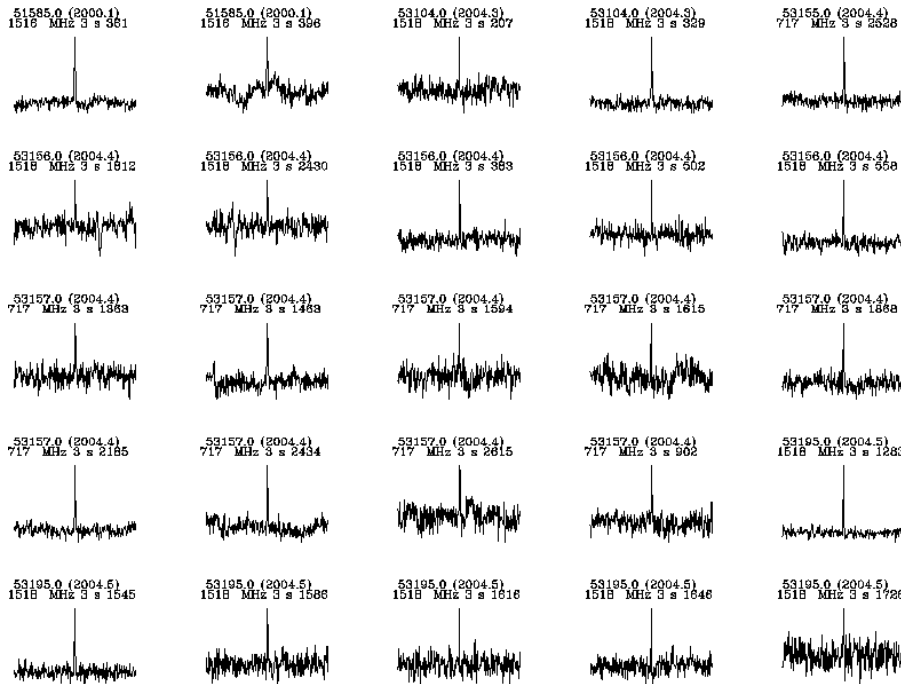 51585.0 (2000.1)
1516 MHz 3 s 361
51585.0 (2000.1)
1516 MHz 3 s 396
53104.0 (2004.3)
1518 MHz 3 s 207
53104.0 (2004.3)
1518 MHz 3 s 329
53155.0 (2004.4)
717 MHz 3 s 2528
53156.0 (2004.4)
1518 MHz 3 s 1812
53156.0 (2004.4)
1518 MHz 3 s 2430
53156.0 (2004.4)
1518 MHz 3 s 383
53156.0 (2004.4)
1518 MHz 3 s 502
53156.0 (2004.4)
1518 MHz 3 s 558
53157.0 (2004.4)
717 MHz 3 s 1363
53157.0 (2004.4)
717 MHz 3 s 1463
53157.0 (2004.4)
717 MHz 3 s 1594
53157.0 (2004.4)
717 MHz 3 s 1615
53157.0 (2004.4)
717 MHz 3 s 1868
53157.0 (2004.4)
717 MHz 3 s 2185
53157.0 (2004.4)
717 MHz 3 s 2434
53157.0 (2004.4)
717 MHz 3 s 2615
53157.0 (2004.4)
717 MHz 3 s 902
53195.0 (2004.5)
1518 MHz 3 s 1283
53195.0 (2004.5)
1518 MHz 3 s 1545
53195.0 (2004.5)
1518 MHz 3 s 1586
53195.0 (2004.5)
1518 MHz 3 s 1616
53195.0 (2004.5)
1518 MHz 3 s 1646
53195.0 (2004.5)
1518 MHz 3 s 1726